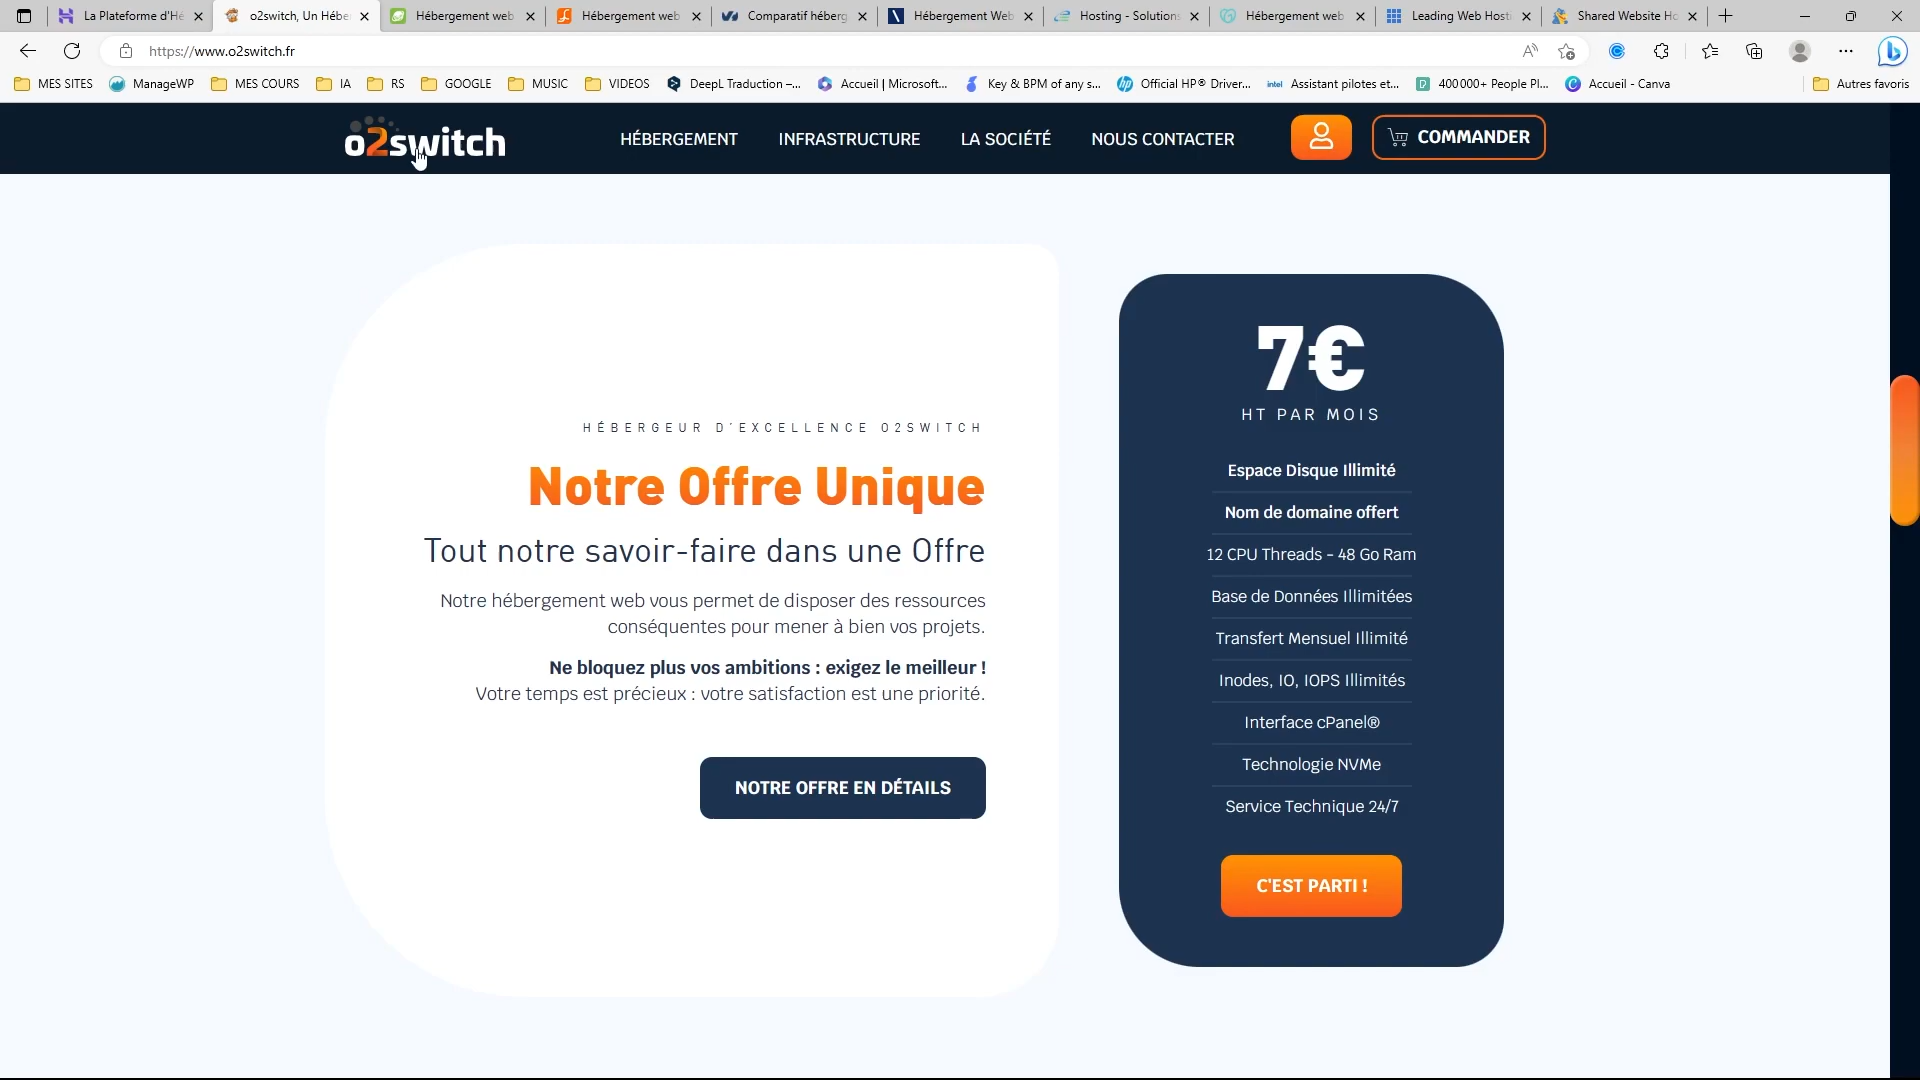 La Plateforme d'Hé
o2switch, Un Hébe
Hébergement web
Hébergement web
Comparatif héberg
Hébergement Web
Hosting - Solutions
Hébergement web
Leading Web Hosti
Shared Website Ho
https://www.o2switch.fr
MES SITES
ManageWP
MES COURS
IA
RS
GOOGLE
MUSIC
VIDEOS
DeepL Traduction –...
Accueil | Microsoft...
Key & BPM of any s...
Official HP® Driver...
intel Assistant pilotes et...
400 000+ People Pl...
Accueil - Canva
Autres favoris
o2switch
HÉBERGEMENT
INFRASTRUCTURE
LA SOCIÉTÉ
NOUS CONTACTER
COMMANDER
HÉBERGEUR D'EXCELLENCE O2SWITCH
Notre Offre Unique
Tout notre savoir-faire dans une Offre
Notre hébergement web vous permet de disposer des ressources
conséquentes pour mener à bien vos projets.
Ne bloquez plus vos ambitions : exigez le meilleur !
Votre temps est précieux : votre satisfaction est une priorité.
NOTRE OFFRE EN DÉTAILS
7€
HT PAR MOIS
Espace Disque Illimité
Nom de domaine offert
12 CPU Threads - 48 Go Ram
Base de Données Illimitées
Transfert Mensuel Illimité
Inodes, IO, IOPS Illimités
Interface cPanel®
Technologie NVMe
Service Technique 24/7
C'EST PARTI !